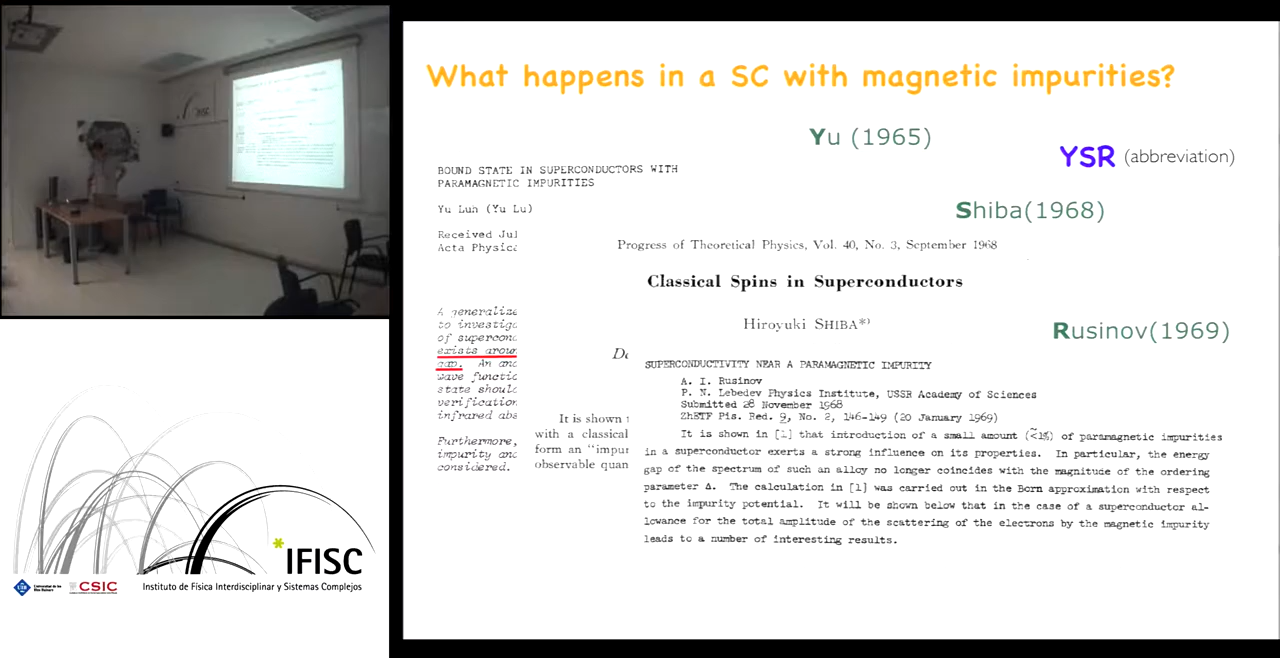 What happens in a SC with magnetic impurities?
Yu (1965)
YSR (abbreviation)
BOUND STATE IN SUPERCONDUCTORS WITH
PARAMAGNETIC IMPURITIES
Yu Luh (Yu Lu)
Shiba(1968)
Received Jul
Acta Physica
Progress of Theoretical Physics, Vol. 40, No. 3, September 1968
Classical Spins in Superconductors
Hiroyuki SHIBA*)
Rusinov(1969)
A generalize
to investiga
of supercond
exists aroun
gap. An ana
wave functic
state should
verification
infrared abs
Furthermore,
impurity and
considered.
De
It is shown t
with a classical
form an "impur
observable quan
SUPERCONDUCTIVITY NEAR A PARAMAGNETIC IMPURITY
A. I. Rusinov
P. N. Lebedev Physics Institute, USSR Academy of Sciences
Submitted 28 November 1968
ZhETF Pis. Red. 9, No. 2, 146-149 (20 January 1969)
It is shown in [1] that introduction of a small amount (≲1%) of paramagnetic impurities
in a superconductor exerts a strong influence on its properties. In particular, the energy
gap of the spectrum of such an alloy no longer coincides with the magnitude of the ordering
parameter Δ. The calculation in [1] was carried out in the Born approximation with respect
to the impurity potential. It will be shown below that in the case of a superconductor al-
lowance for the total amplitude of the scattering of the electrons by the magnetic impurity
leads to a number of interesting results.
*IFISC
CSIC
Instituto de Física Interdisciplinar y Sistemas Complejos